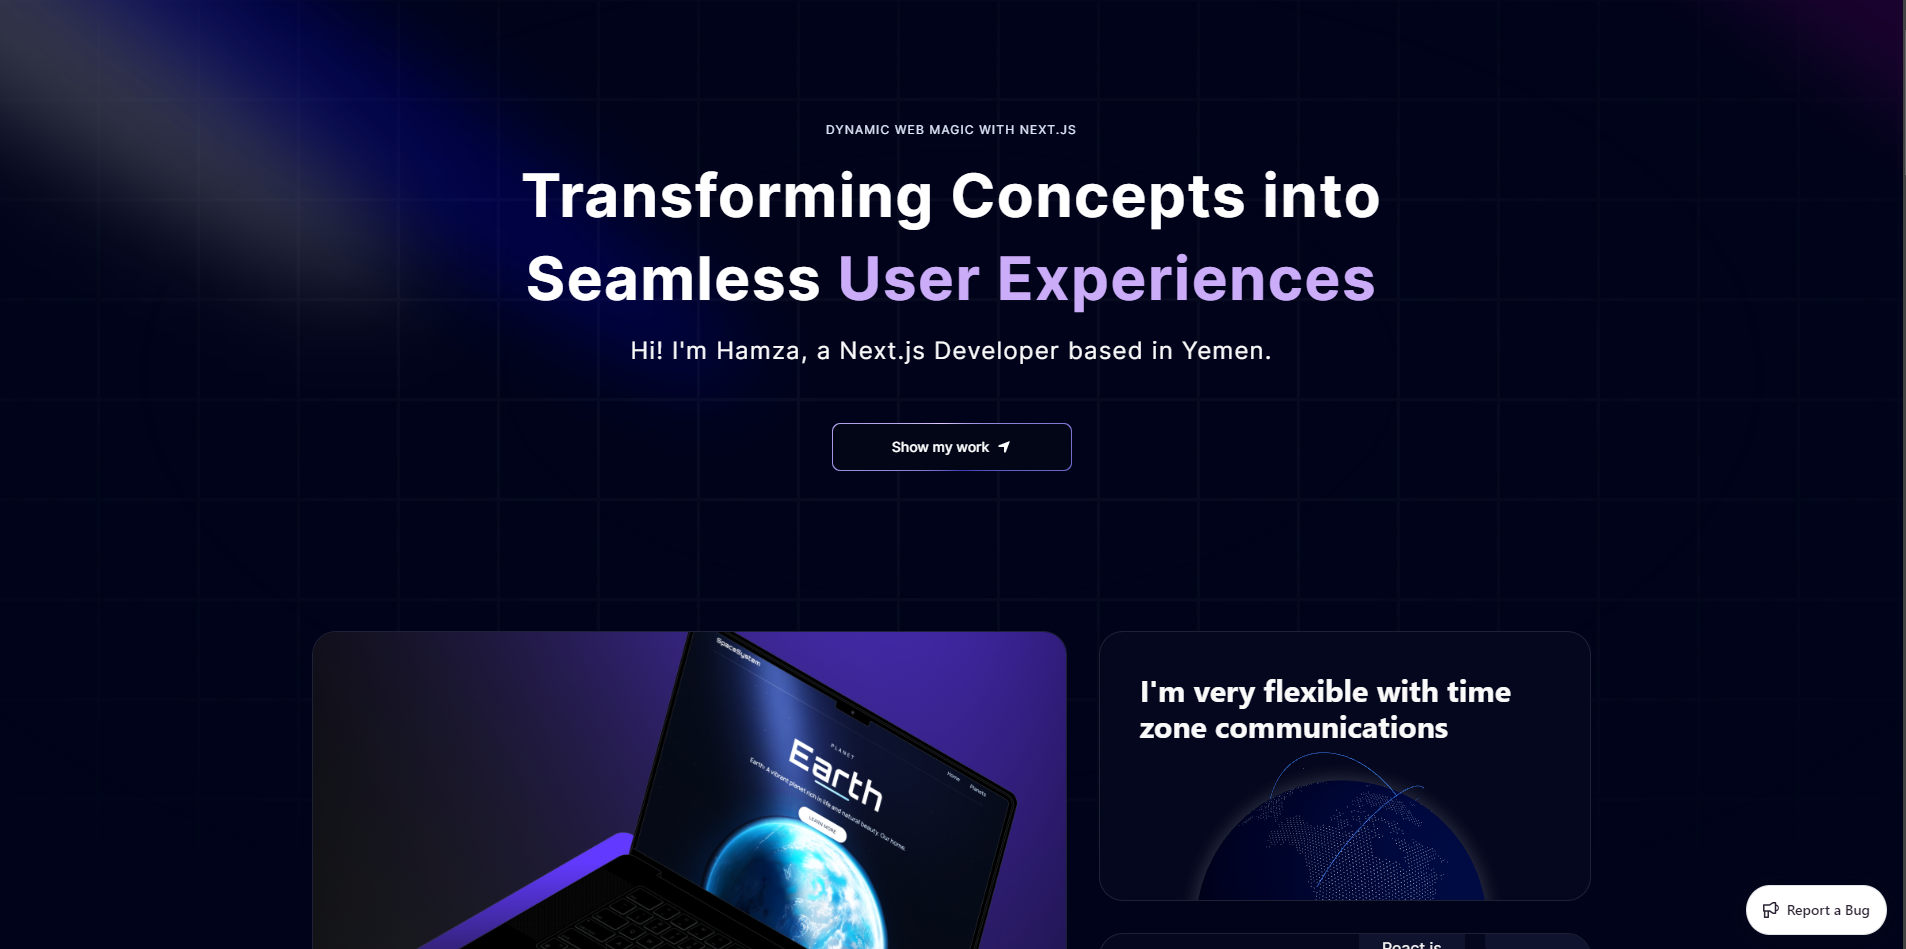 DYNAMIC WEB MAGIC WITH NEXT.JS
Transforming Concepts into
Seamless User Experiences
Hi! I'm Hamza, a Next.js Developer based in Yemen.
Show my work
SpaceSystem
Home
Planets
PLANET
Earth
Earth: A vibrant planet rich in life and natural beauty. Our home.
LEARN MORE
I'm very flexible with time
zone communications
React.js
Report a Bug